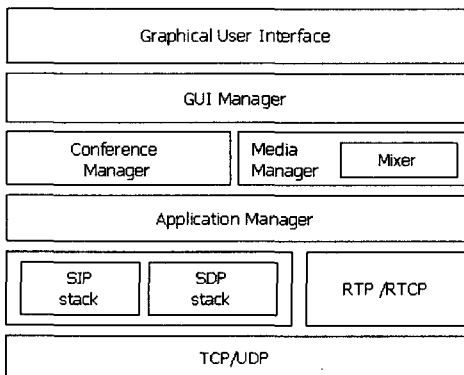 Graphical User Interface
GUI Manager
Conference
Manager
Media
Manager
Mixer
Application Manager
SIP
stack
SDP
stack
RTP /RTCP
TCP/UDP